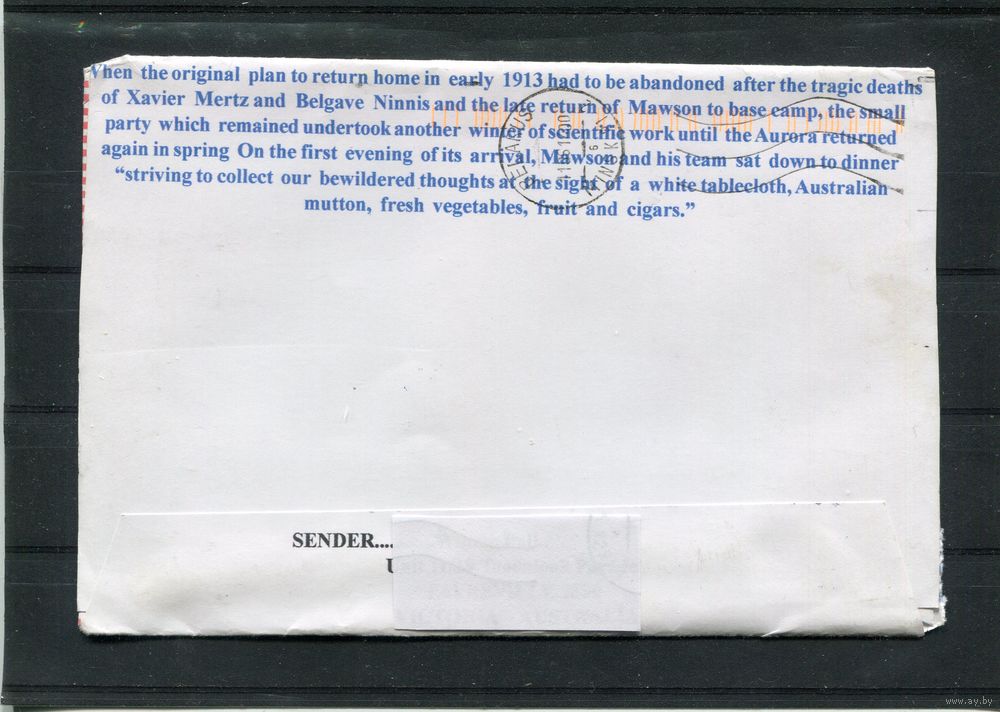 When the original plan to return home in early 1913 had to be abandoned after the tragic deaths
of Xavier Mertz and Belgave Ninnis and the late return of Mawson to base camp, the small
party which remained undertook another winter of scientific work until the Aurora returned
again in spring On the first evening of its arrival, Mawson and his team sat down to dinner
“striving to collect our bewildered thoughts at the sight of a white tablecloth, Australian
mutton, fresh vegetables, fruit and cigars.”
BELARUS
MINSK
SENDER....
U
www.ay.by